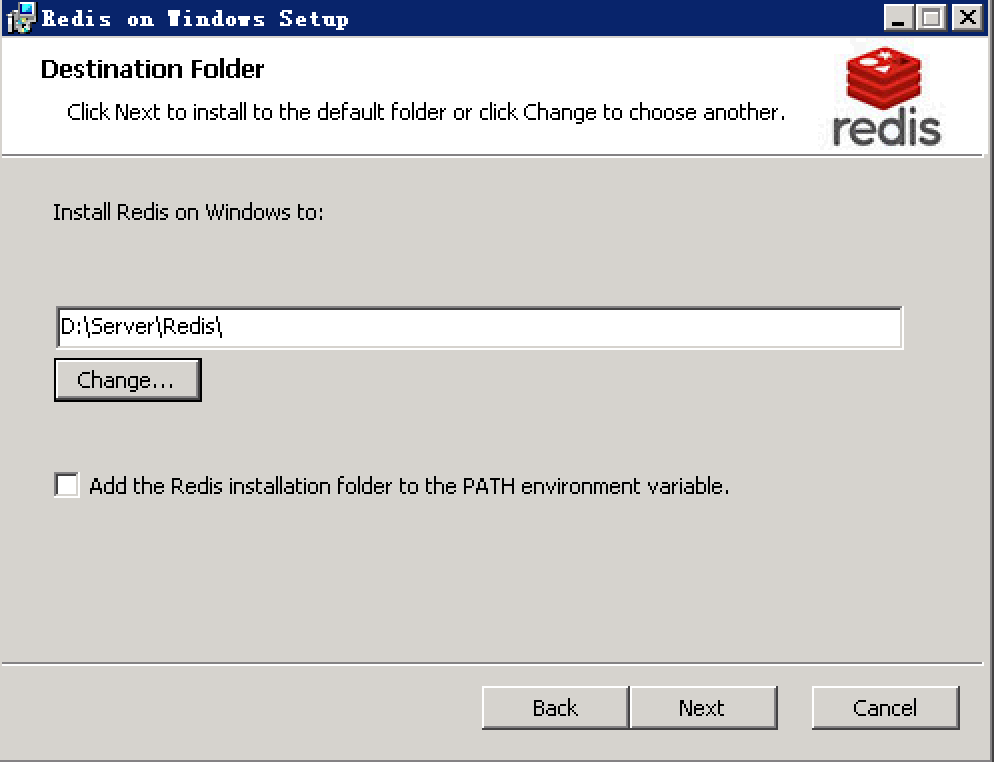 Redis on Windows Setup
Destination Folder
Click Next to install to the default folder or click Change to choose another.
redis
Install Redis on Windows to:
D:\Server\Redis\
Change...
Add the Redis installation folder to the PATH environment variable.
Back Next Cancel